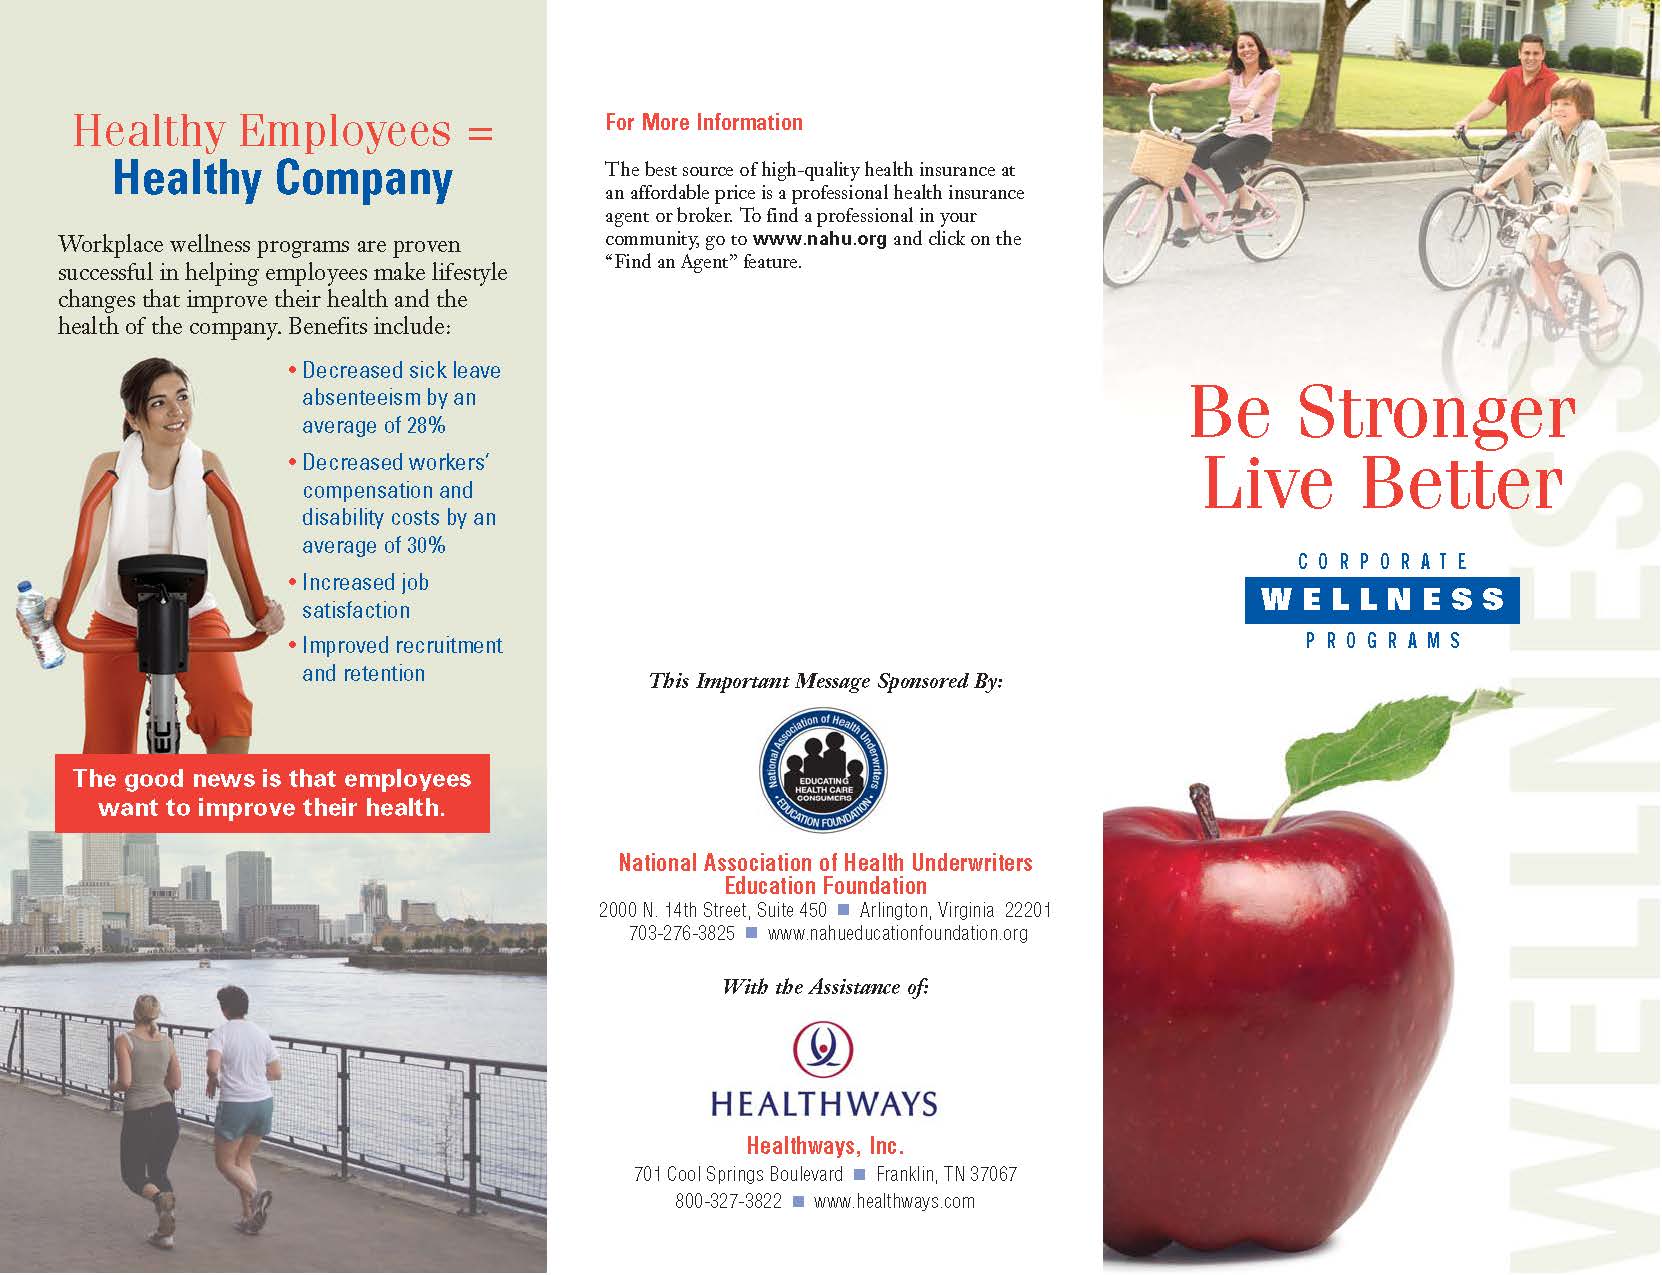 Healthy Employees =
Healthy Company
Workplace wellness programs are proven
successful in helping employees make lifestyle
changes that improve their health and the
health of the company. Benefits include:
• Decreased sick leave
absenteeism by an
average of 28%
• Decreased workers’
compensation and
disability costs by an
average of 30%
• Increased job
satisfaction
• Improved recruitment
and retention
EC
The good news is that employees
want to improve their health.
For More Information
The best source of high-quality health insurance at
an affordable price is a professional health insurance
agent or broker. To find a professional in your
community, go to www.nahu.org and click on the
“Find an Agent” feature.
This Important Message Sponsored By:
National Association of Health Underwriters
EDUCATING
HEALTH CARE
CONSUMERS
• EDUCATION FOUNDATION •
National Association of Health Underwriters
Education Foundation
2000 N. 14th Street, Suite 450 ■ Arlington, Virginia 22201
703-276-3825 ■ www.nahueducationfoundation.org
With the Assistance of:
HEALTHWAYS
Healthways, Inc.
701 Cool Springs Boulevard ■ Franklin, TN 37067
800-327-3822 ■ www.healthways.com
Be Stronger
Live Better
CORPORATE
WELLNESS
PROGRAMS
WELLNESS